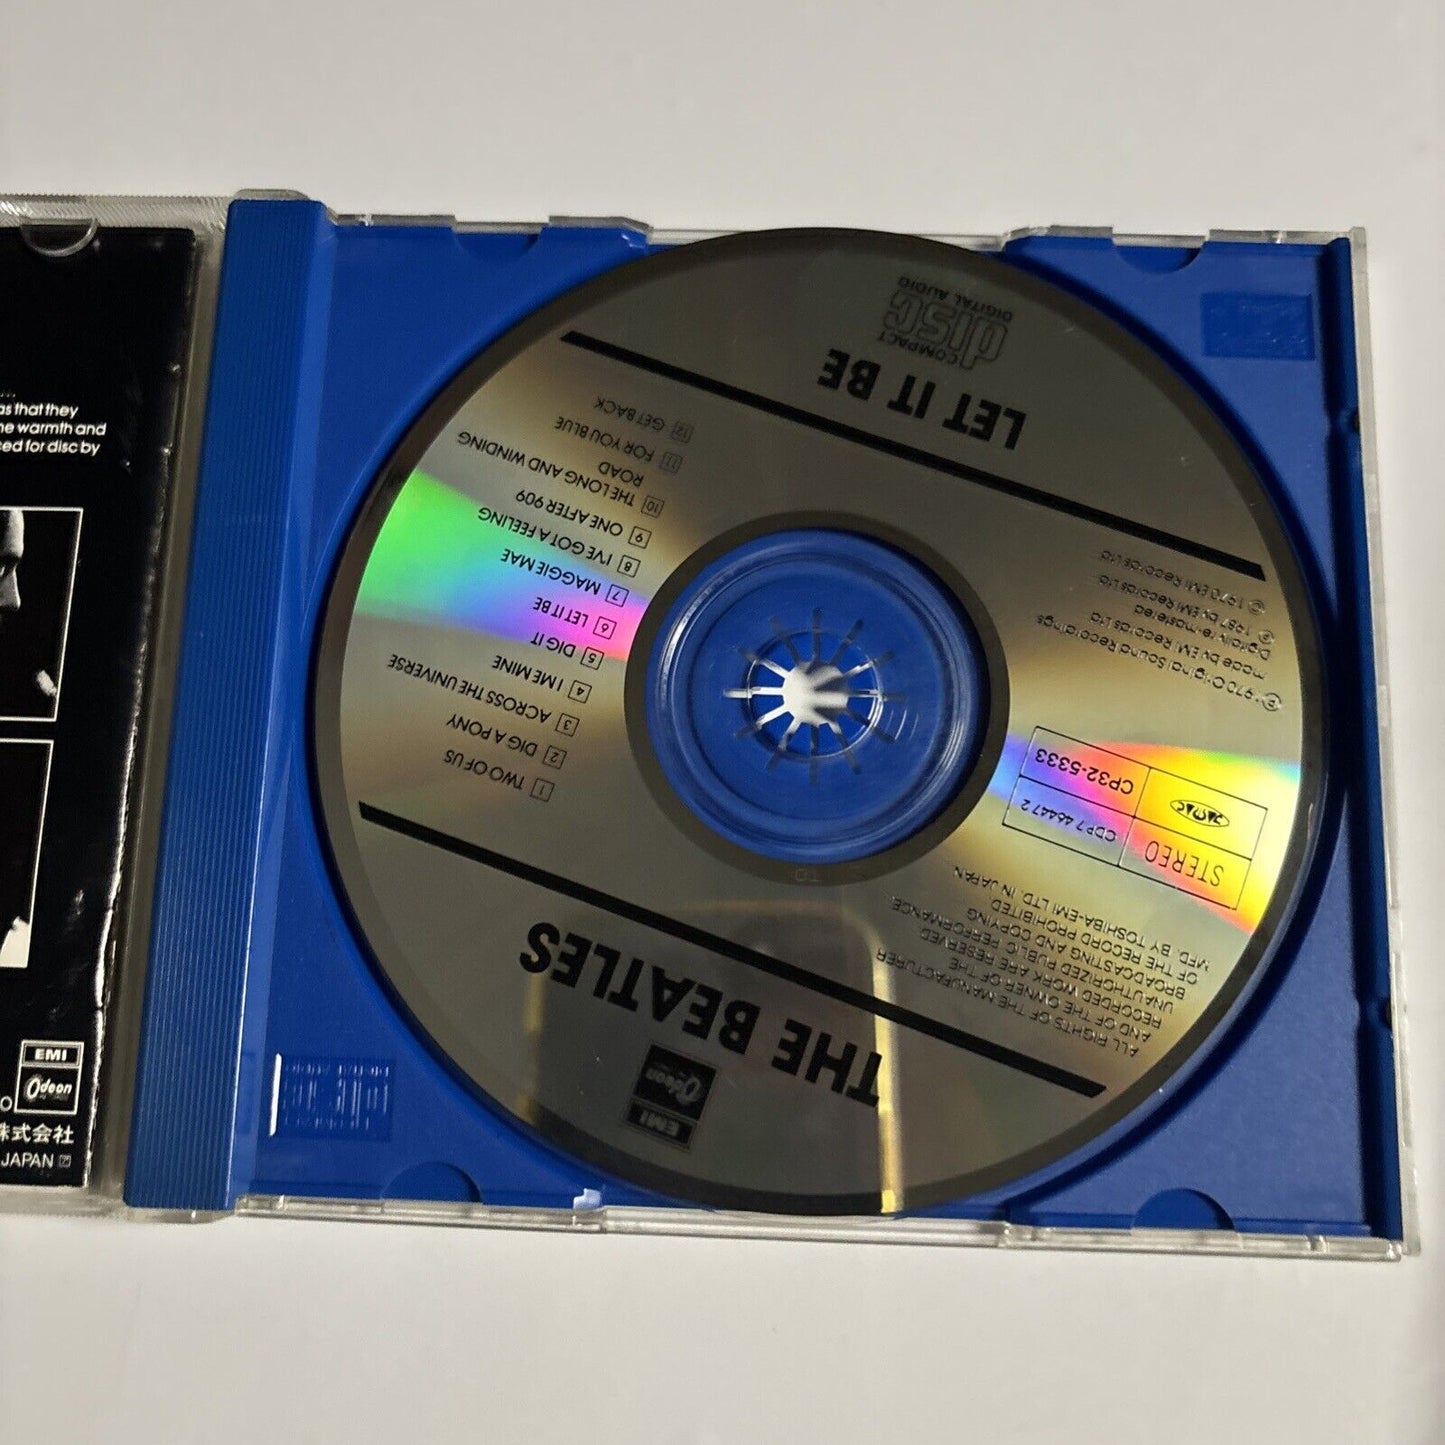 as that they
he warmth and
ced for disc by
EMI
Odeon
株式会社
JAPAN
EMI
Odeon
THE BEATLES
ALL RIGHTS OF THE MANUFACTURER
AND OF THE OWNER OF THE
RECORDED WORK ARE RESERVED.
UNAUTHORIZED PUBLIC PERFORMANCE.
BROADCASTING AND COPYING
OF THE RECORD PROHIBITED
MFD. BY TOSHIBA-EMI LTD. IN JAPAN
1 TWO OF US
2 DIG A PONY
3 ACROSS THE UNIVERSE
4 I ME MINE
5 DIG IT
6 LET IT BE
7 MAGGIE MAE
8 I'VE GOT A FEELING
9 ONE AFTER 909
10 THE LONG AND WINDING
ROAD
11 FOR YOU BLUE
12 GET BACK
STEREO
CDP 7 46447 2
CP32-5333
℗ 1970 Original Sound Recordings
made by EMI Records Ltd
Digitally re-mastered
℗ 1987 by EMI Records Ltd.
© 1970 EMI Records Ltd
LET IT BE
COMPACT
disc
DIGITAL AUDIO